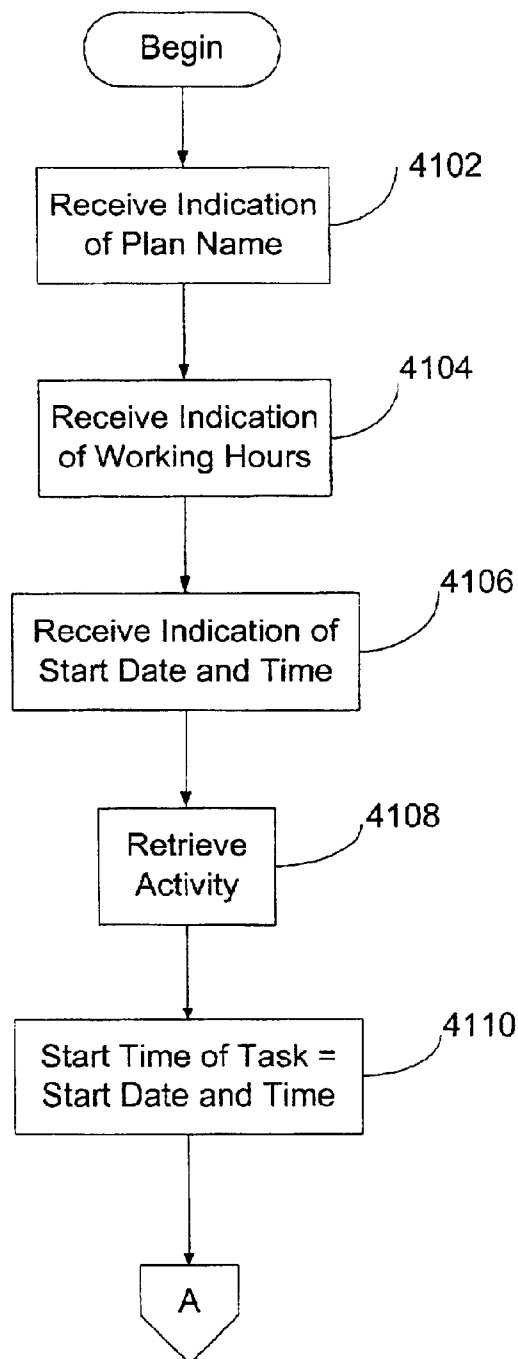 Begin
4102
Receive Indication
of Plan Name
4104
Receive Indication
of Working Hours
4106
Receive Indication of
Start Date and Time
4108
Retrieve
Activity
4110
Start Time of Task =
Start Date and Time
A